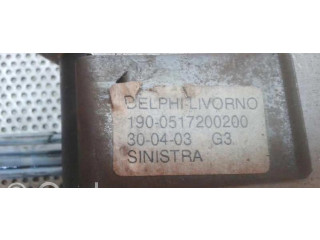 DELPHI-LIVORNO
190-0517200200
30-04-03 G3
SINISTRA